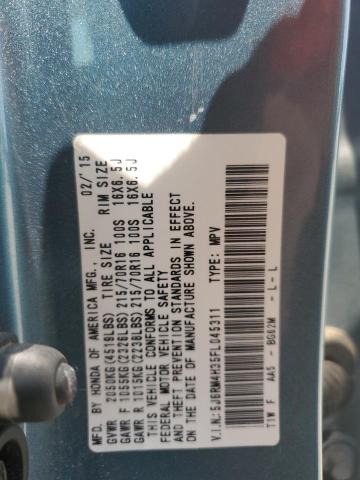 MFD. BY HONDA OF AMERICA MFG., INC. 02/'15
GVWR 2050KG(4519LBS) TIRE SIZE RIM SIZE
GAWR F 1055KG(2326LBS) 215/70R16 100S 16X6.5J
GAWR R 1015KG(2238LBS) 215/70R16 100S 16X6.5J
THIS VEHICLE CONFORMS TO ALL APPLICABLE
FEDERAL MOTOR VEHICLE SAFETY
AND THEFT PREVENTION STANDARDS IN EFFECT
ON THE DATE OF MANUFACTURE SHOWN ABOVE.
V.I.N.: 5J6RM4H35FL045311 TYPE: MPV
T1W F AA5 - BG62M - L - L